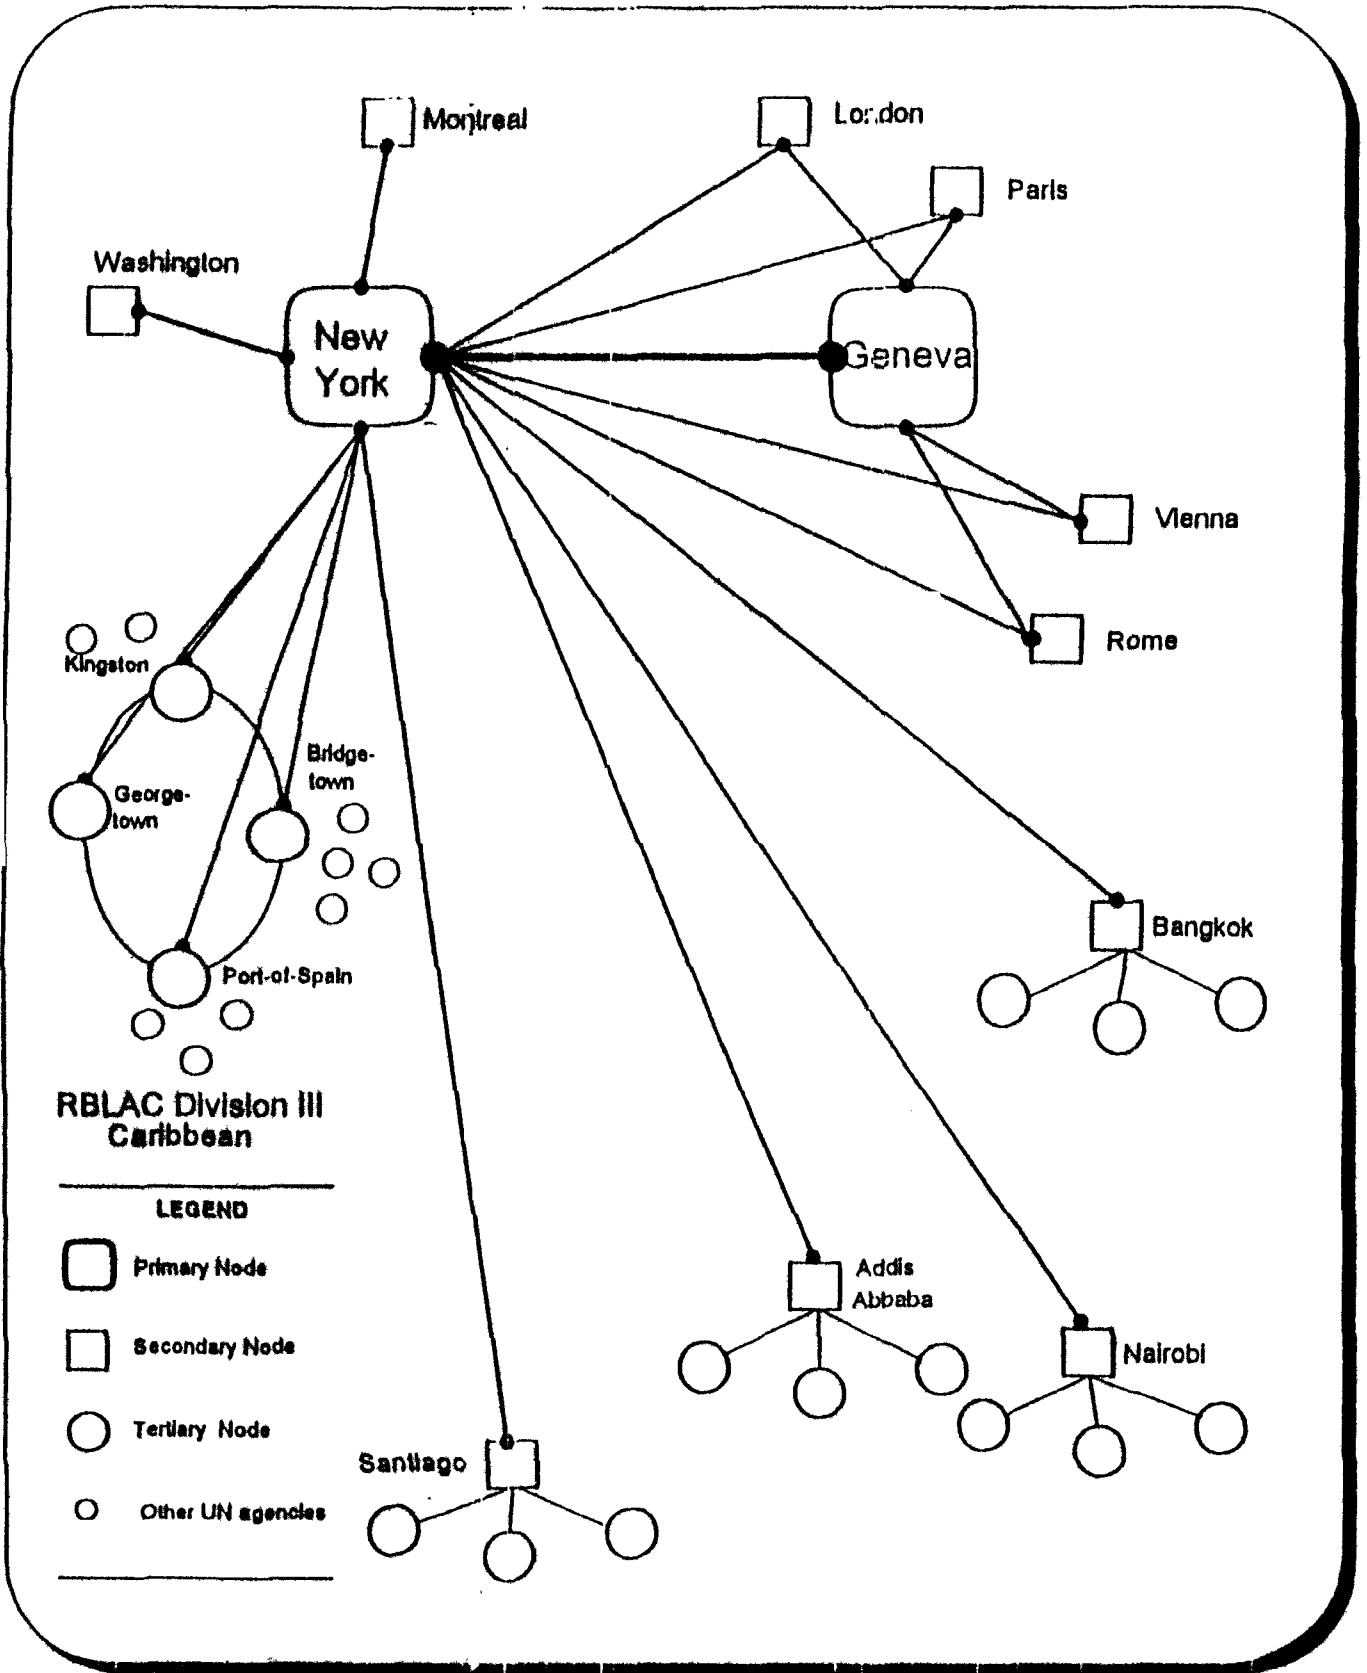 Montreal
London
Paris
Washington
New
York
Geneva
Vienna
Rome
Kingston
Bridge-
town
George-
town
Port-of-Spain
Bangkok
RBLAC Division III
Caribbean
LEGEND
Primary Node
Secondary Node
Tertiary Node
Other UN agencies
Addis
Abbaba
Nairobi
Santiago